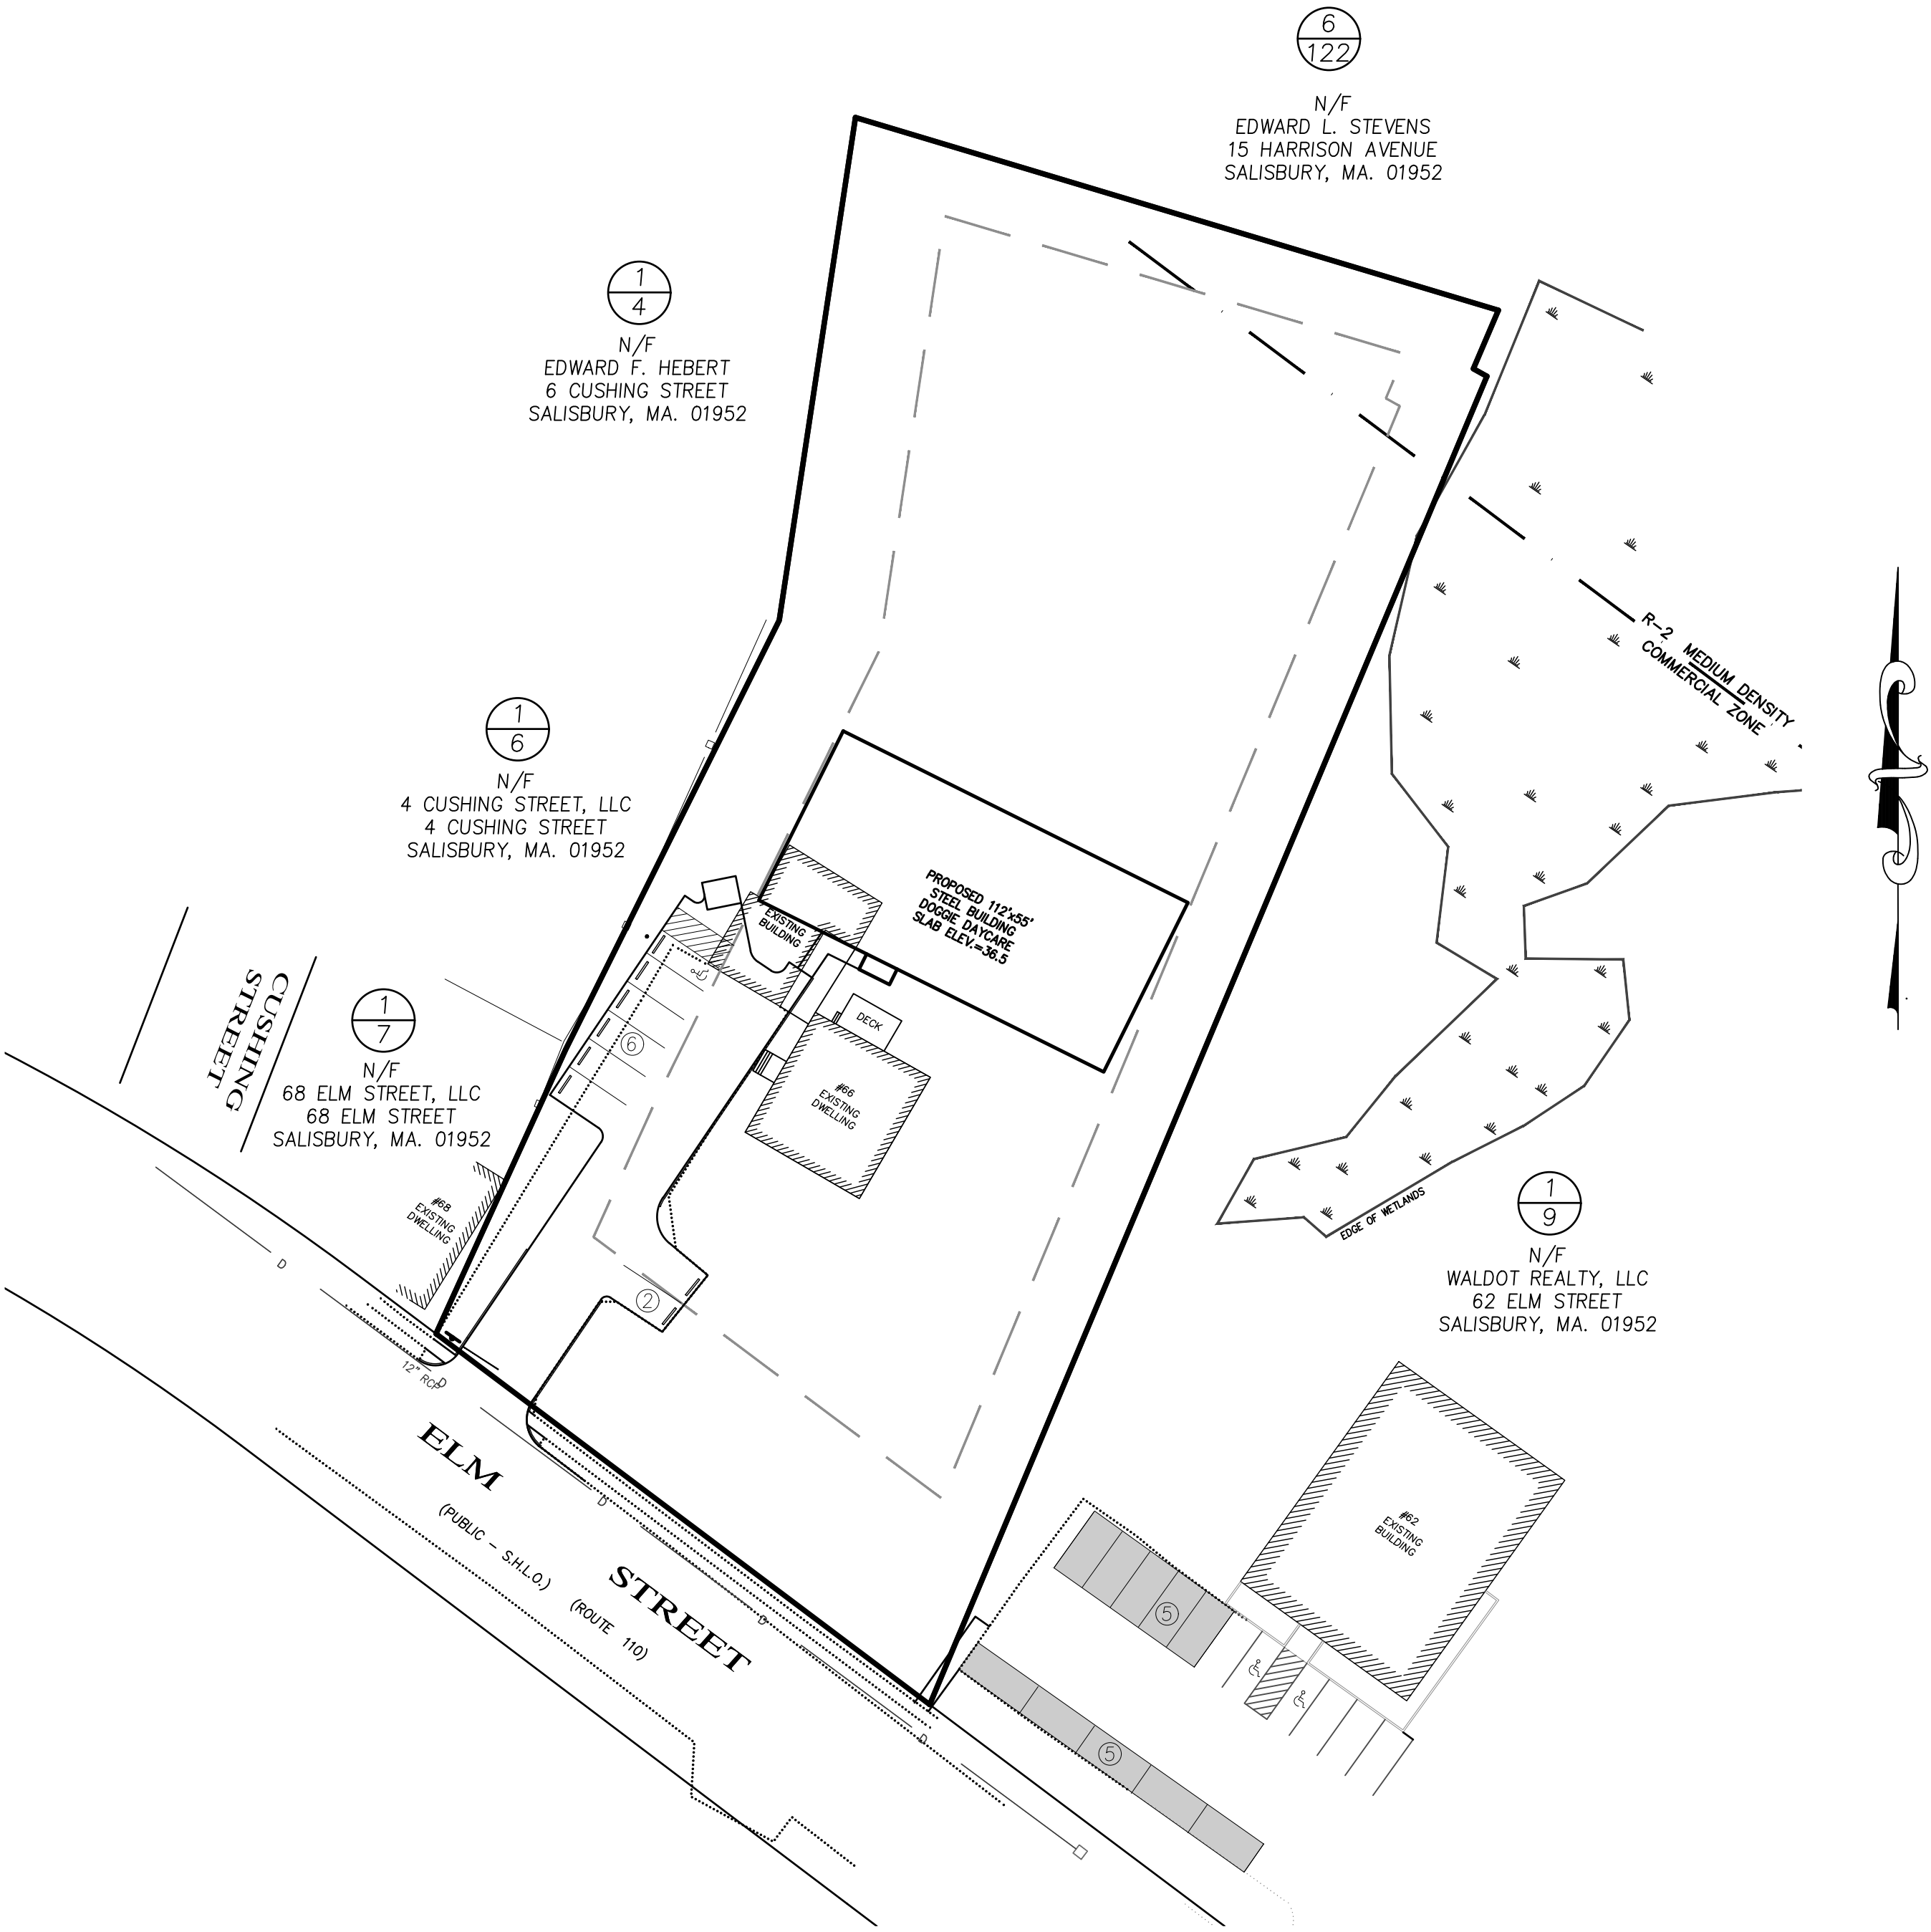 6
122
N/F
EDWARD L. STEVENS
15 HARRISON AVENUE
SALISBURY, MA. 01952
1
4
N/F
EDWARD F. HEBERT
6 CUSHING STREET
SALISBURY, MA. 01952
1
6
N/F
4 CUSHING STREET, LLC
4 CUSHING STREET
SALISBURY, MA. 01952
R-2 MEDIUM DENSITY
COMMERCIAL ZONE
PROPOSED 112'x55'
STEEL BUILDING
DOGGIE DAYCARE
SLAB ELEV.=36.5
EXISTING
BUILDING
DECK
6
#66
EXISTING
DWELLING
CUSHING
STREET
1
7
N/F
68 ELM STREET, LLC
68 ELM STREET
SALISBURY, MA. 01952
#68
EXISTING
DWELLING
2
EDGE OF WETLANDS
1
9
N/F
WALDOT REALTY, LLC
62 ELM STREET
SALISBURY, MA. 01952
D
12" RCP
D
ELM
STREET
(PUBLIC - S.H.L.O.)
(ROUTE 110)
D
D
D
#62
EXISTING
BUILDING
5
5